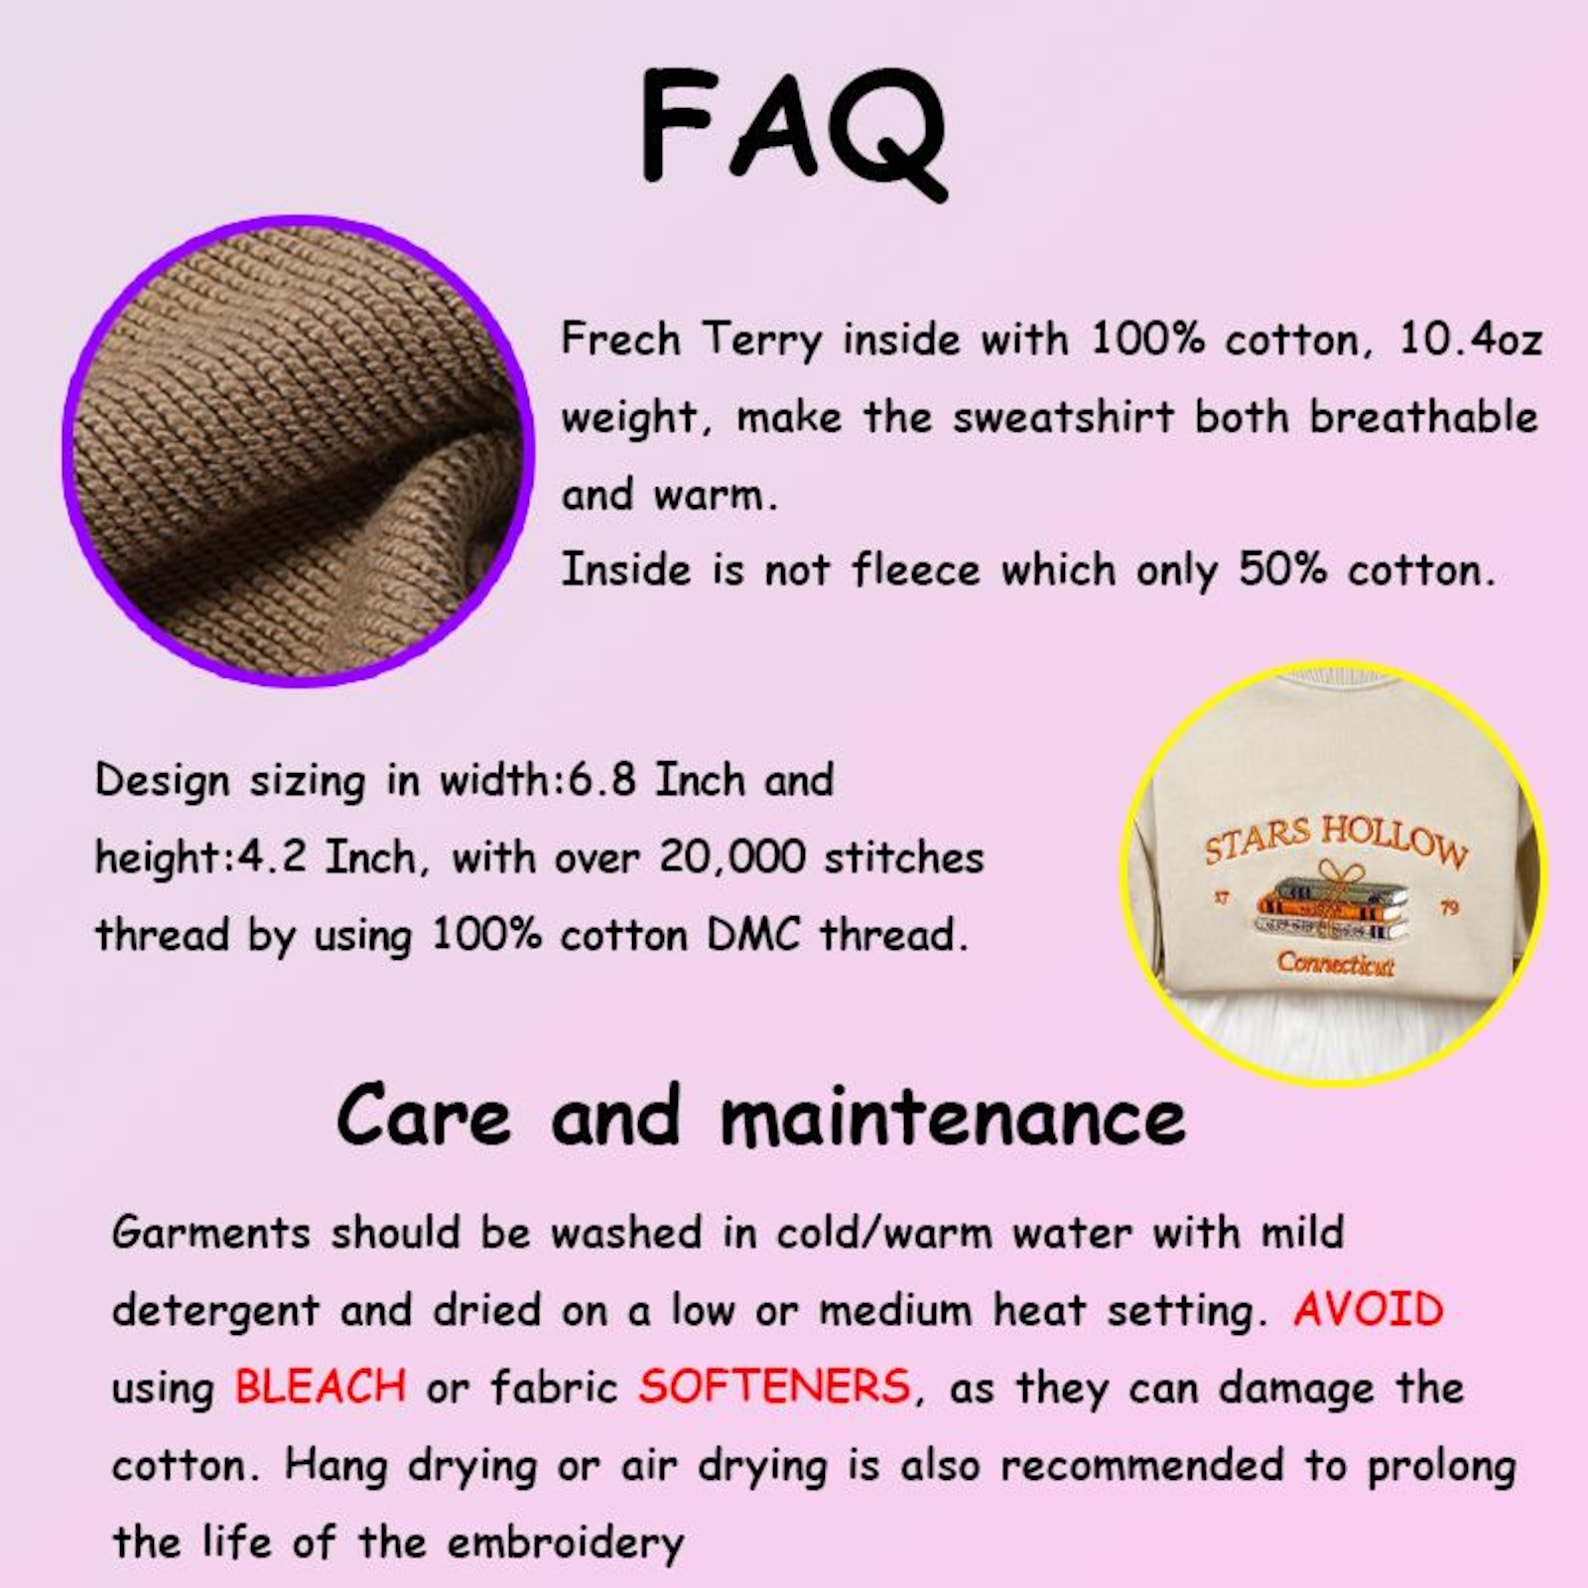 FAQ
Frech Terry inside with 100% cotton, 10.4oz
weight, make the sweatshirt both breathable
and warm.
Inside is not fleece which only 50% cotton.
Design sizing in width:6.8 Inch and
height:4.2 Inch, with over 20,000 stitches
thread by using 100% cotton DMC thread.
STARS HOLLOW
17 79
Connecticut
Care and maintenance
Garments should be washed in cold/warm water with mild
detergent and dried on a low or medium heat setting. AVOID
using BLEACH or fabric SOFTENERS, as they can damage the
cotton. Hang drying or air drying is also recommended to prolong
the life of the embroidery